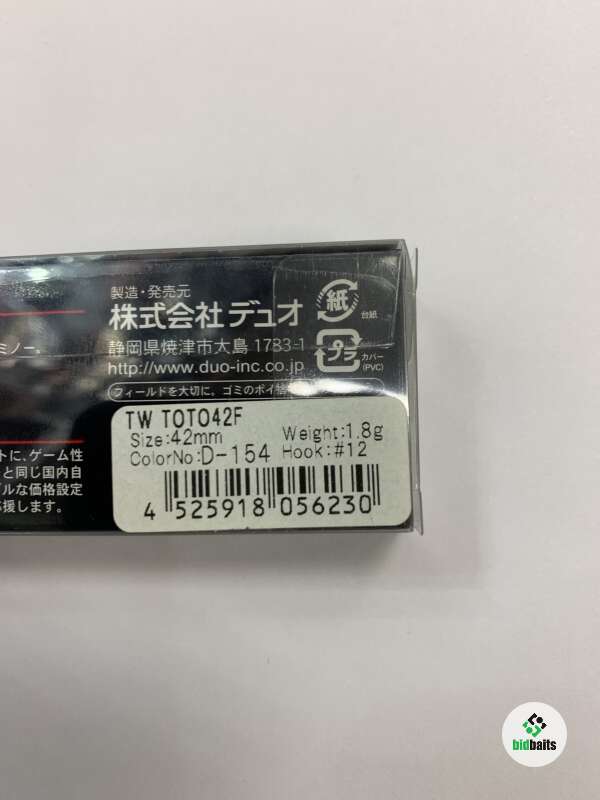 製造・発売元
株式会社デュオ
静岡県焼津市大島 1783-1
http://www.duo-inc.co.jp
紙
台紙
プラ
カバー
(PVC)
フィールドを大切に。ゴミのポイ
ミノー。
TW TOTO42F
Size:42mm Weight:1.8g
ColorNo:D-154 Hook:#12
4 525918 056230
トに、ゲーム性
と同じ国内自
ブルな価格設定
応援します。
bidbaits